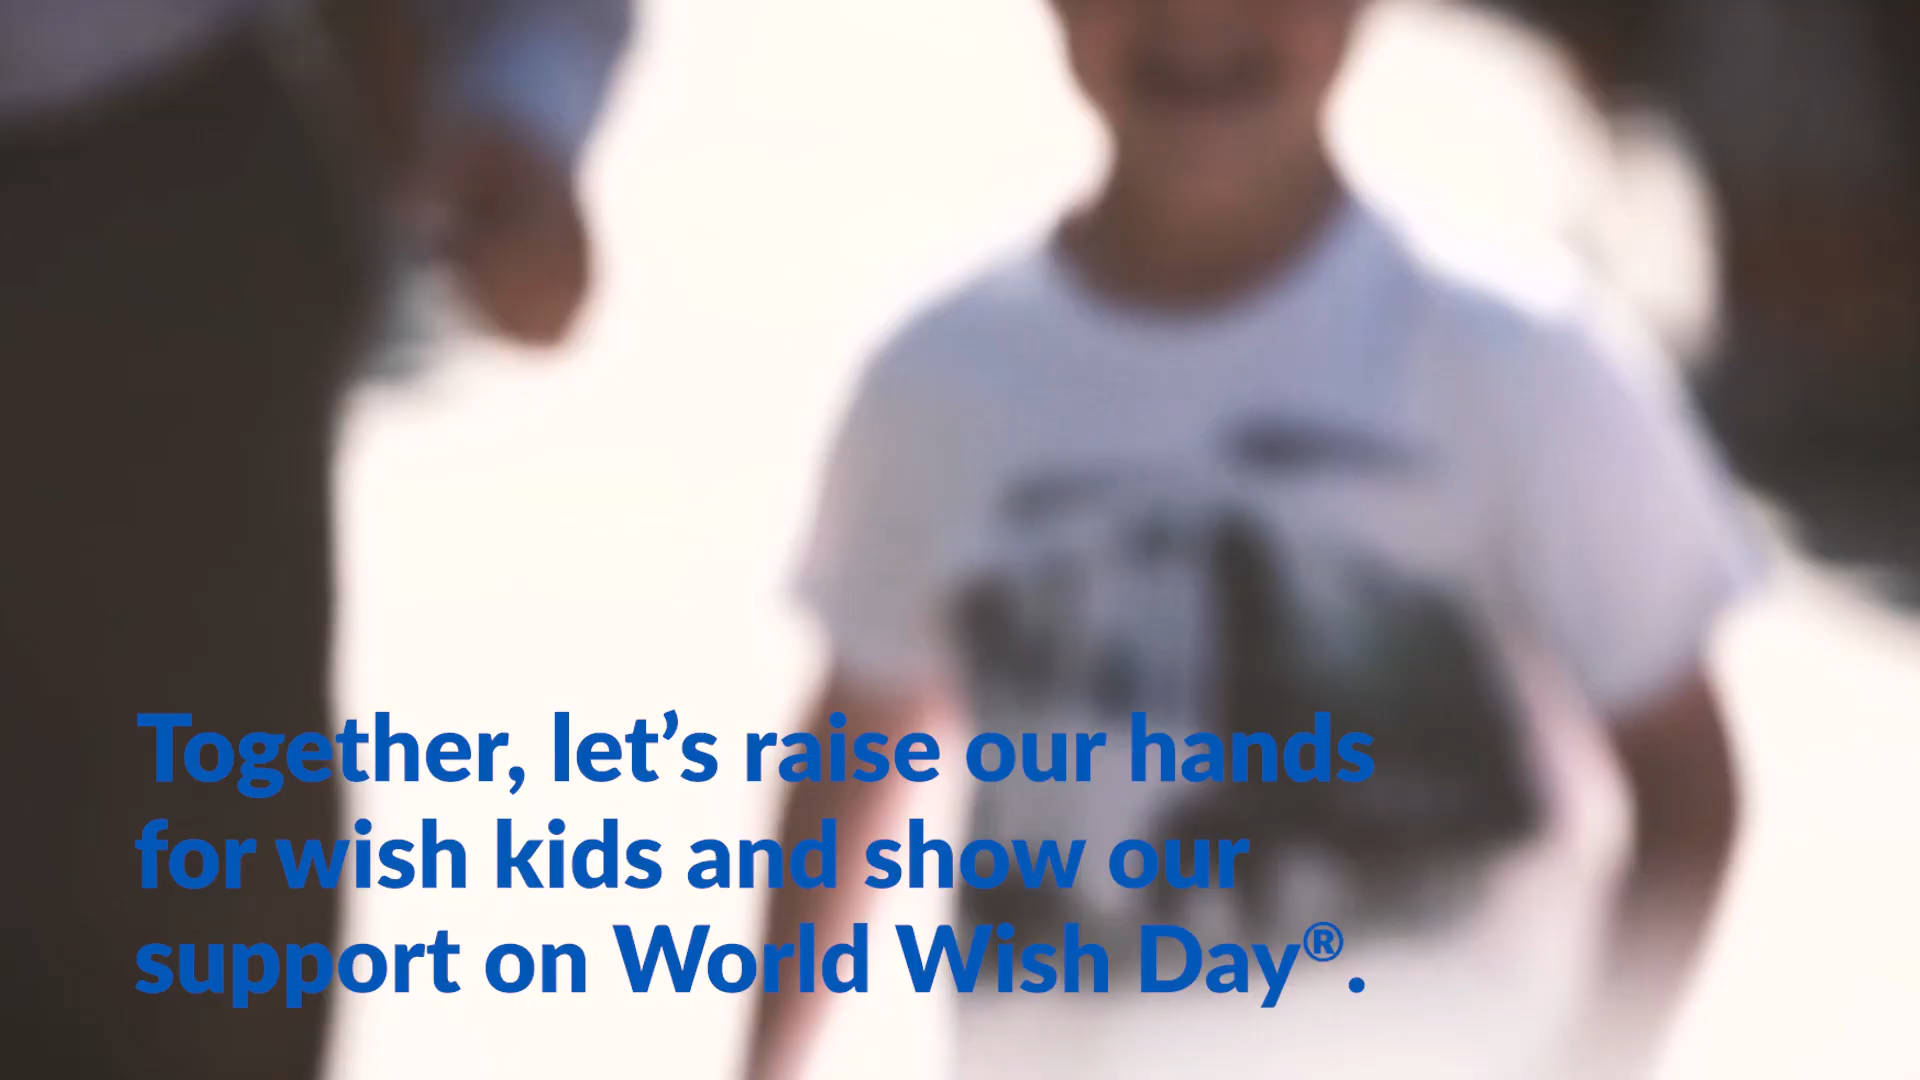 Together, let’s raise our hands
for wish kids and show our
support on World Wish Day®.